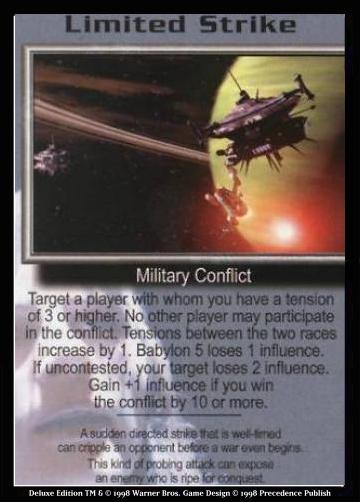 Limited Strike
Military Conflict
Target a player with whom you have a tension
of 3 or higher. No other player may participate
in the conflict. Tensions between the two races
increase by 1. Babylon 5 loses 1 influence.
If uncontested, your target loses 2 influence.
Gain +1 influence if you win
the conflict by 10 or more.
A sudden directed strike that is well-timed
can cripple an opponent before a war even begins.
This kind of probing attack can expose
an enemy who is ripe for conquest.
Deluxe Edition TM & © 1998 Warner Bros. Game Design © 1998 Precedence Publish